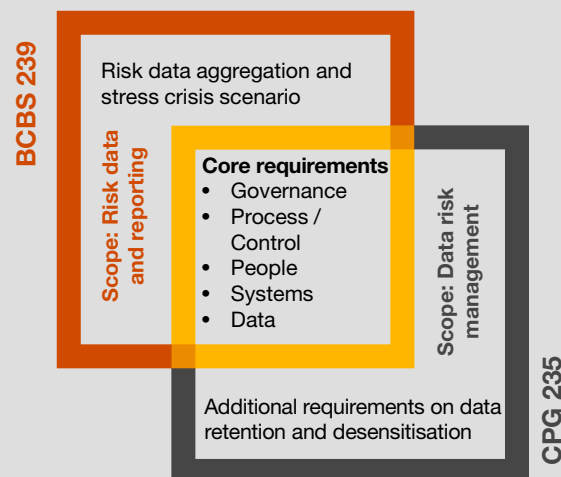 BCBS 239
Risk data aggregation and
stress crisis scenario
Scope: Risk data
and reporting
Core requirements
• Governance
• Process /
Control
• People
• Systems
• Data
Scope: Data risk
management
Additional requirements on data
retention and desensitisation
CPG 235